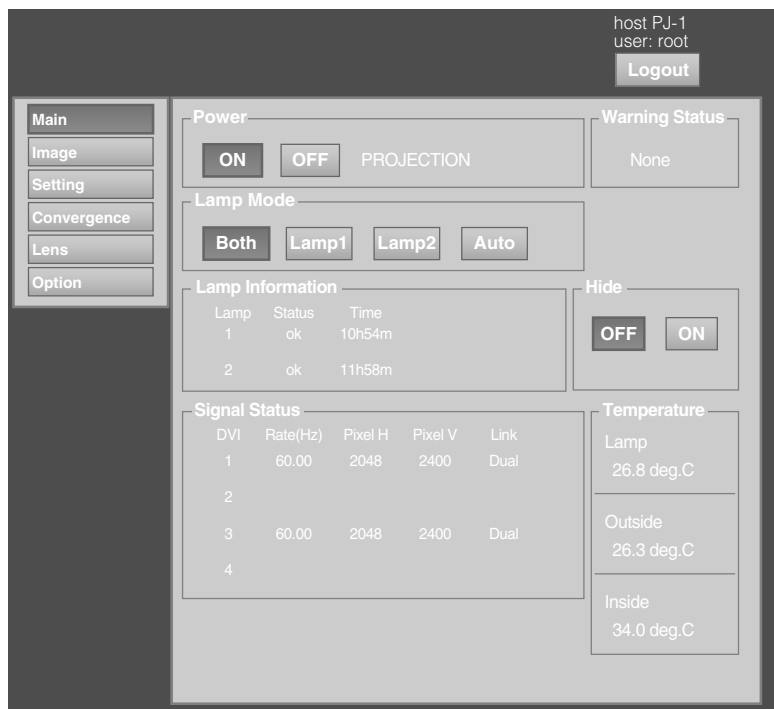 host PJ-1
user: root
Logout
Main
Image
Setting
Convergence
Lens
Option
Power
ON OFF PROJECTION
Warning Status
None
Lamp Mode
Both Lamp1 Lamp2 Auto
Lamp Information
Lamp Status Time
1 ok 10h54m
2 ok 11h58m
Hide
OFF ON
Signal Status
DVI Rate(Hz) Pixel H Pixel V Link
1 60.00 2048 2400 Dual
2
3 60.00 2048 2400 Dual
4
Temperature
Lamp
26.8 deg.C
Outside
26.3 deg.C
Inside
34.0 deg.C